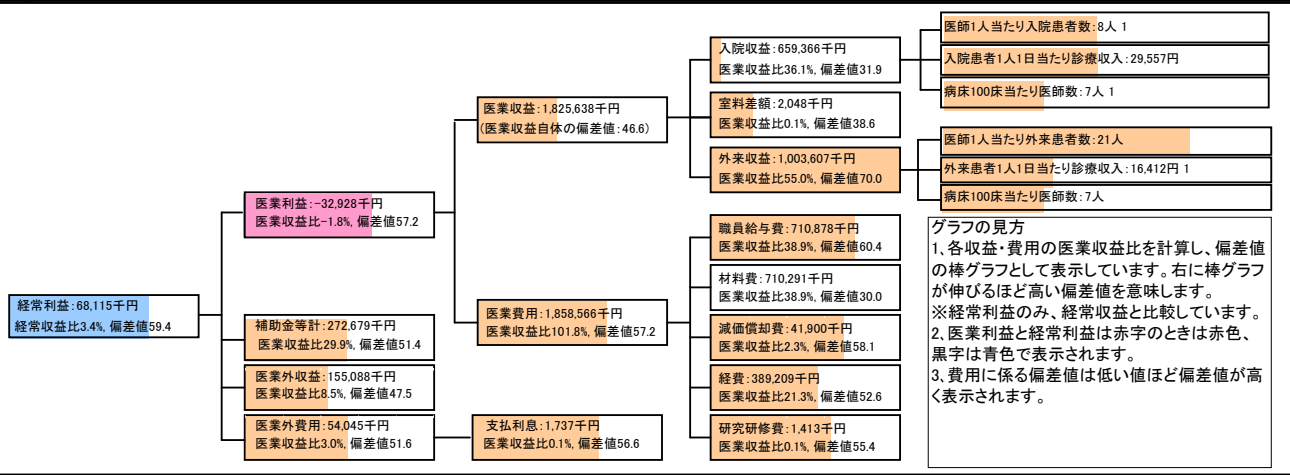 経常利益:68,115千円
経常収益比3.4%, 偏差値59.4
医業利益:-32,928千円
医業収益比-1.8%, 偏差値57.2
補助金等計:272,679千円
医業収益比29.9%, 偏差値51.4
医業外収益:155,088千円
医業収益比8.5%, 偏差値47.5
医業外費用:54,045千円
医業収益比3.0%, 偏差値51.6
医業収益:1,825,638千円
(医業収益自体の偏差値:46.6)
医業費用:1,858,566千円
医業収益比101.8%, 偏差値57.2
支払利息:1,737千円
医業収益比0.1%, 偏差値56.6
入院収益:659,366千円
医業収益比36.1%, 偏差値31.9
室料差額:2,048千円
医業収益比0.1%, 偏差値38.6
外来収益:1,003,607千円
医業収益比55.0%, 偏差値70.0
職員給与費:710,878千円
医業収益比38.9%, 偏差値60.4
材料費:710,291千円
医業収益比38.9%, 偏差値30.0
減価償却費:41,900千円
医業収益比2.3%, 偏差値58.1
経費:389,209千円
医業収益比21.3%, 偏差値52.6
研究研修費:1,413千円
医業収益比0.1%, 偏差値55.4
医師1人当たり入院患者数:8人 1
入院患者1人1日当たり診療収入:29,557円
病床100床当たり医師数:7人 1
医師1人当たり外来患者数:21人
外来患者1人1日当たり診療収入:16,412円 1
病床100床当たり医師数:7人
グラフの見方
1、各収益・費用の医業収益比を計算し、偏差値
の棒グラフとして表示しています。右に棒グラフ
が伸びるほど高い偏差値を意味します。
※経常利益のみ、経常収益と比較しています。
2、医業利益と経常利益は赤字のときは赤色、
黒字は青色で表示されます。
3、費用に係る偏差値は低い値ほど偏差値が高
く表示されます。